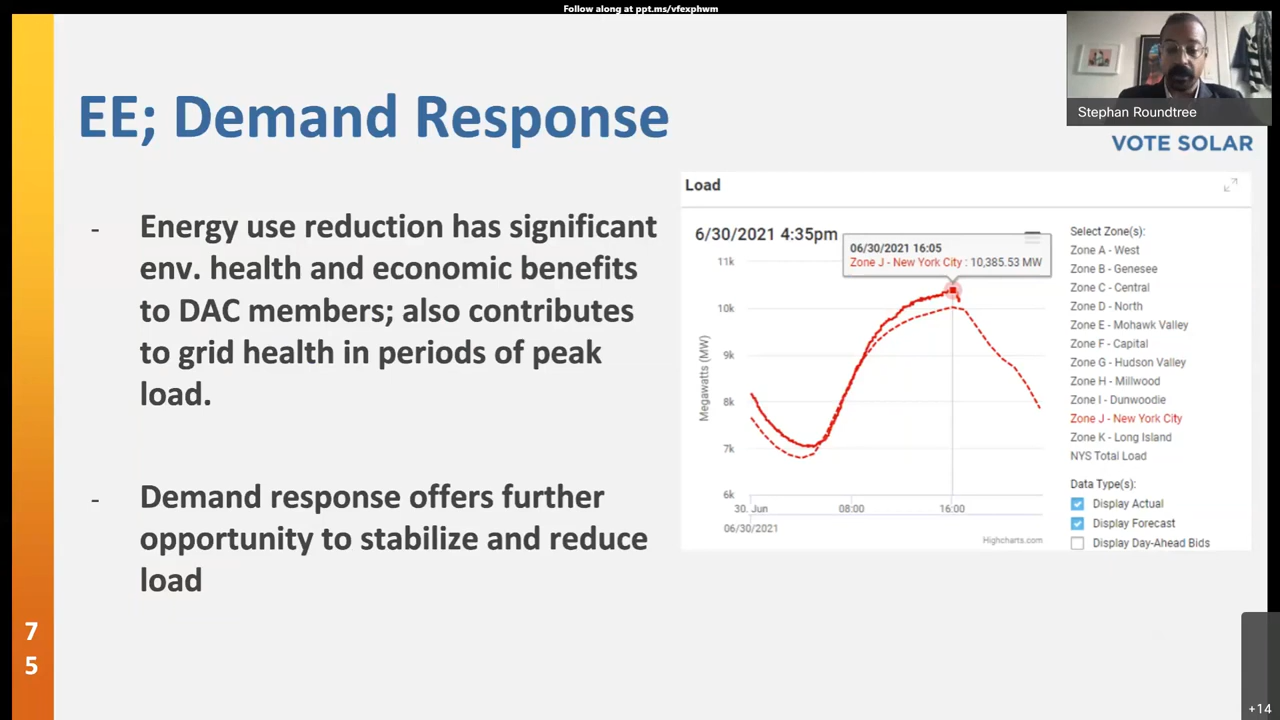 Follow along at ppt.ms/vfexphwm
Stephan Roundtree
VOTE SOLAR
EE; Demand Response
- Energy use reduction has significant
env. health and economic benefits
to DAC members; also contributes
to grid health in periods of peak
load.
- Demand response offers further
opportunity to stabilize and reduce
load
7
5
Load
6/30/2021 4:35pm
06/30/2021 16:05
Zone J - New York City : 10,385.53 MW
Megawatts (MW)
11k
10k
9k
8k
7k
6k
30. Jun
08:00
16:00
06/30/2021
Highcharts.com
Select Zone(s):
Zone A - West
Zone B - Genesee
Zone C - Central
Zone D - North
Zone E - Mohawk Valley
Zone F - Capital
Zone G - Hudson Valley
Zone H - Millwood
Zone I - Dunwoodie
Zone J - New York City
Zone K - Long Island
NYS Total Load
Data Type(s):
Display Actual
Display Forecast
Display Day-Ahead Bids
+14